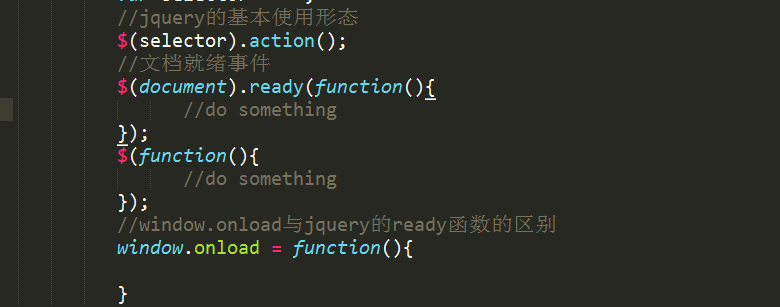 //jquery的基本使用形态
$(selector).action();
//文档就绪事件
$(document).ready(function(){
//do something
});
$(function(){
//do something
});
//window.onload与jquery的ready函数的区别
window.onload = function(){
}